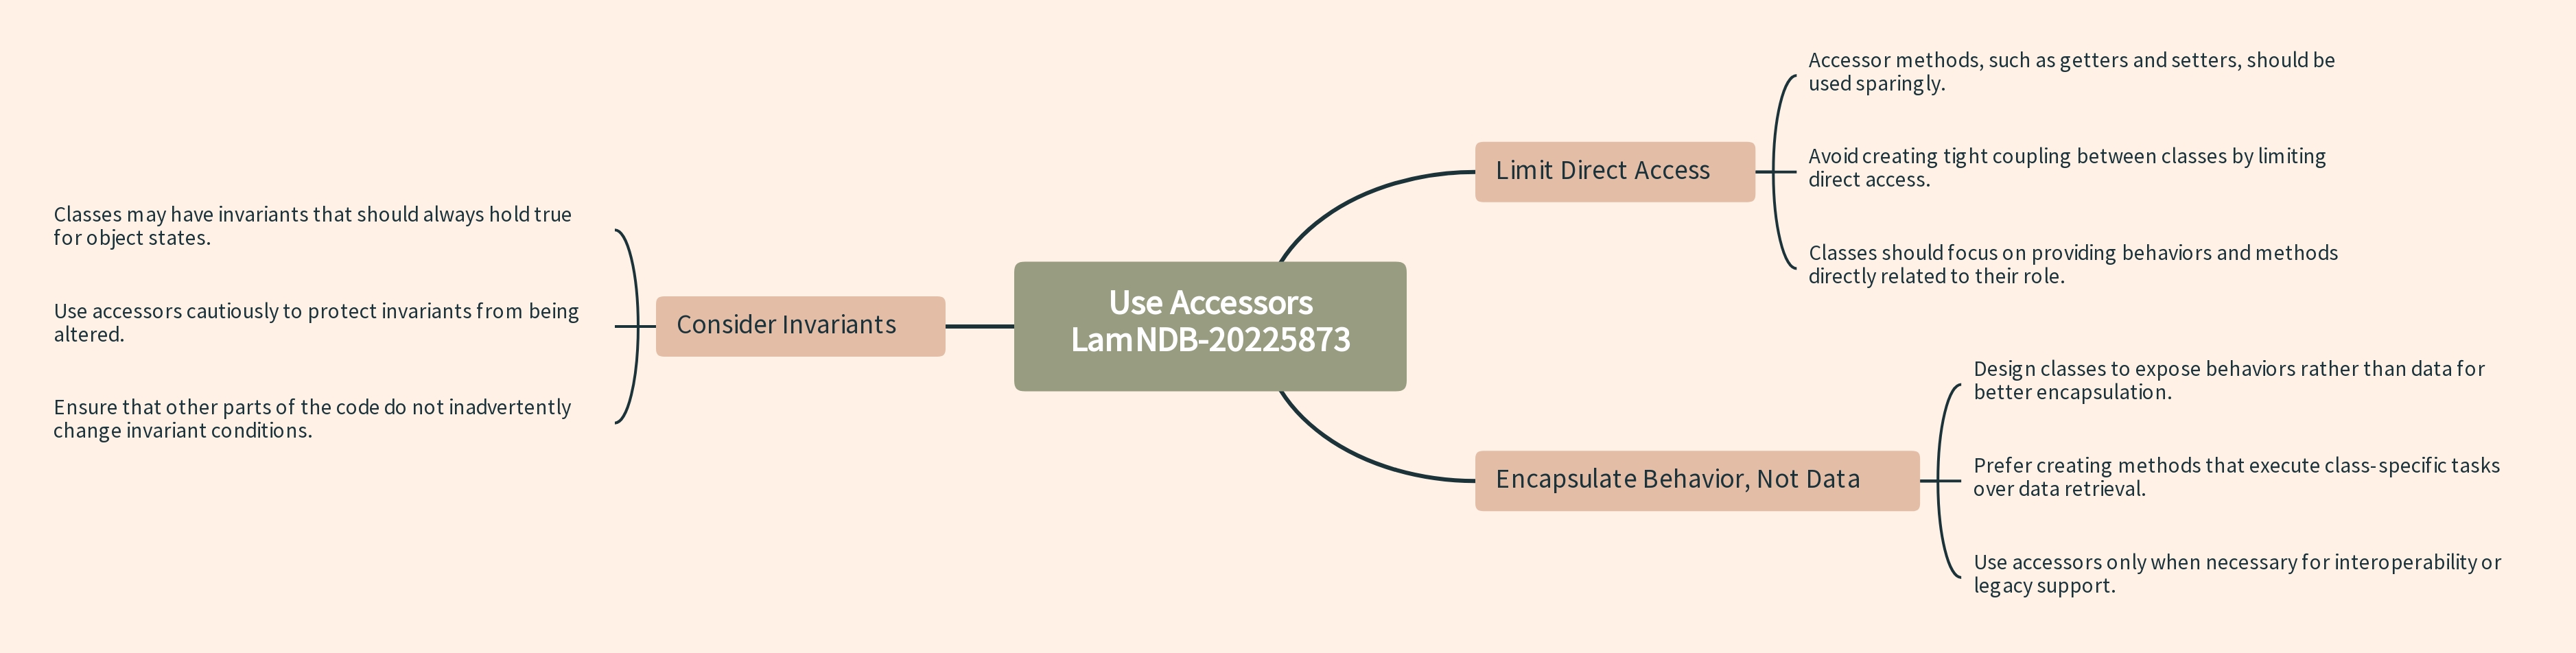 Use Accessors
LamNDB-20225873
Limit Direct Access
Accessor methods, such as getters and setters, should be
used sparingly.
Avoid creating tight coupling between classes by limiting
direct access.
Classes should focus on providing behaviors and methods
directly related to their role.
Encapsulate Behavior, Not Data
Design classes to expose behaviors rather than data for
better encapsulation.
Prefer creating methods that execute class-specific tasks
over data retrieval.
Use accessors only when necessary for interoperability or
legacy support.
Consider Invariants
Classes may have invariants that should always hold true
for object states.
Use accessors cautiously to protect invariants from being
altered.
Ensure that other parts of the code do not inadvertently
change invariant conditions.